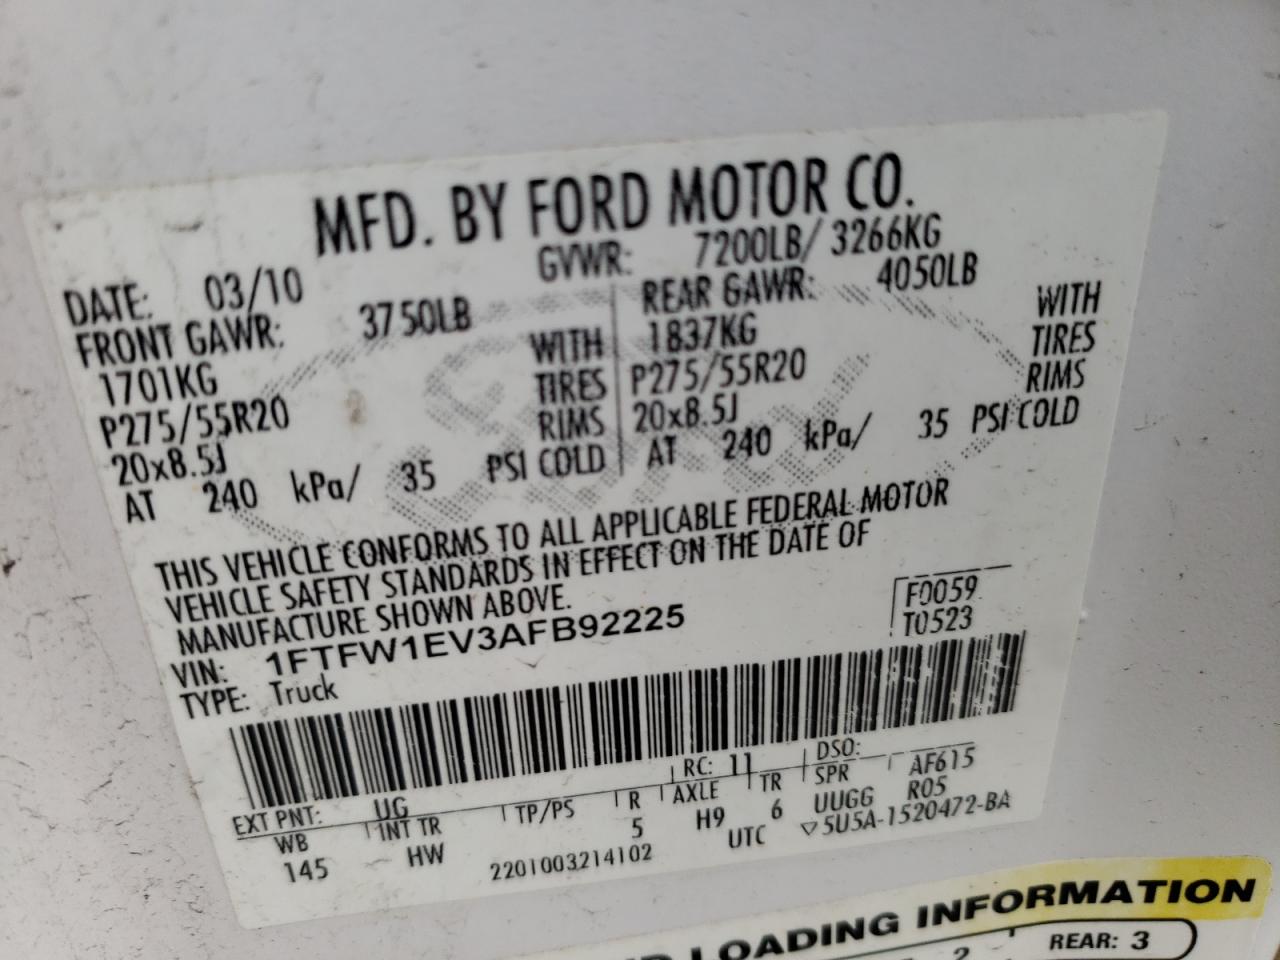 MFD. BY FORD MOTOR CO.
DATE: 03/10 GVWR: 7200LB/ 3266KG
FRONT GAWR: 3750LB REAR GAWR: 4050LB
1701KG WITH 1837KG WITH
P275/55R20 TIRES P275/55R20 TIRES
20x8.5J RIMS 20x8.5J RIMS
AT 240 kPa/ 35 PSI COLD AT 240 kPa/ 35 PSI COLD
THIS VEHICLE CONFORMS TO ALL APPLICABLE FEDERAL MOTOR
VEHICLE SAFETY STANDARDS IN EFFECT ON THE DATE OF
MANUFACTURE SHOWN ABOVE.
VIN: 1FTFW1EV3AFB92225 F0059
TYPE: Truck T0523
EXT PNT: UG RC: 11 DSO: AF615
WB INT TR TP/PS R AXLE TR SPR R05
145 HW 5 H9 6 UUGG
2201003214102 UTC ▽5U5A-1520472-BA
LOADING INFORMATION
2 REAR: 3